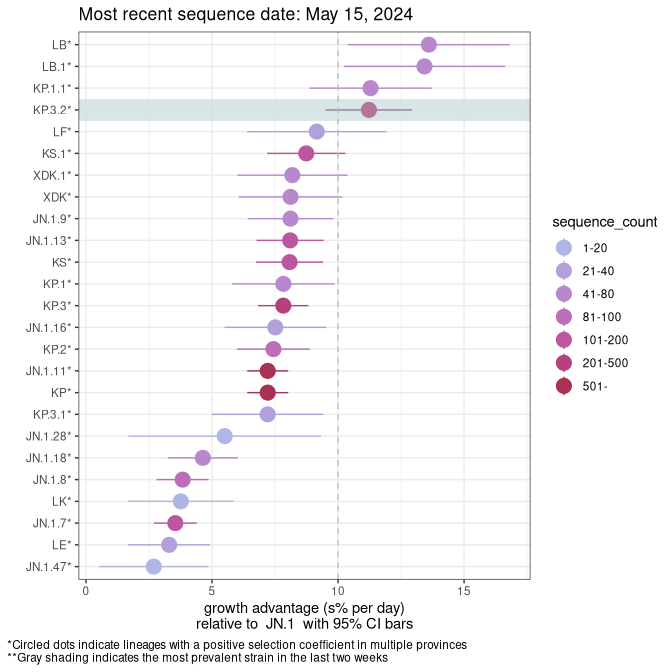 Most recent sequence date: May 15, 2024
LB*
LB.1*
KP.1.1*
KP.3.2*
LF*
KS.1*
XDK.1*
XDK*
JN.1.9*
JN.1.13*
KS*
KP.1*
KP.3*
JN.1.16*
KP.2*
JN.1.11*
KP*
KP.3.1*
JN.1.28*
JN.1.18*
JN.1.8*
LK*
JN.1.7*
LE*
JN.1.47*
0 5 10 15
growth advantage (s% per day)
relative to JN.1 with 95% CI bars
sequence_count
1-20
21-40
41-80
81-100
101-200
201-500
501-
*Circled dots indicate lineages with a positive selection coefficient in multiple provinces
**Gray shading indicates the most prevalent strain in the last two weeks